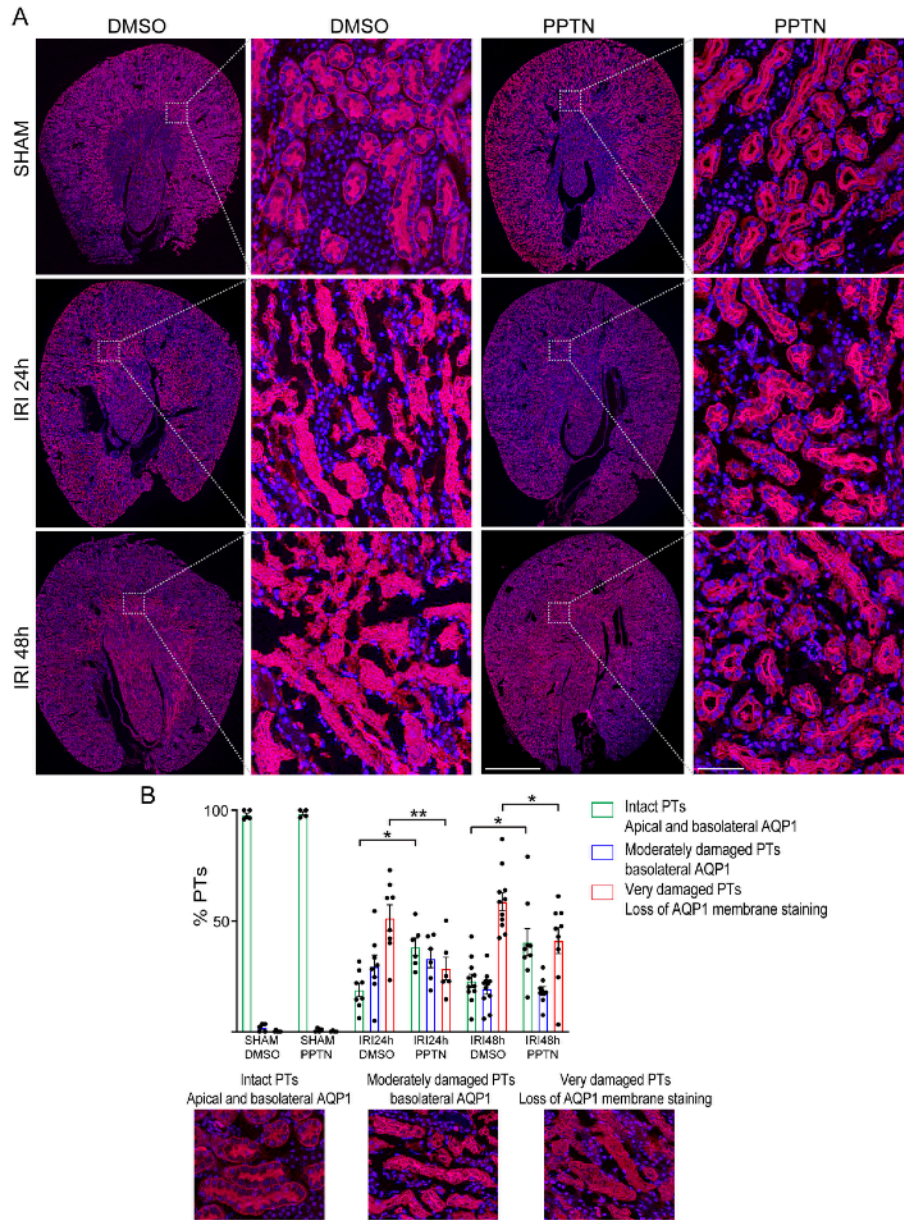 A
DMSO DMSO PPTN PPTN
SHAM
IRI 24h
IRI 48h
B
100
50
% PTs
** *
* *
Intact PTs
Apical and basolateral AQP1
Moderately damaged PTs
basolateral AQP1
Very damaged PTs
Loss of AQP1 membrane staining
SHAM SHAM IRI24h IRI24h IRI48h IRI48h
DMSO PPTN DMSO PPTN DMSO PPTN
Intact PTs
Apical and basolateral AQP1
Moderately damaged PTs
basolateral AQP1
Very damaged PTs
Loss of AQP1 membrane staining